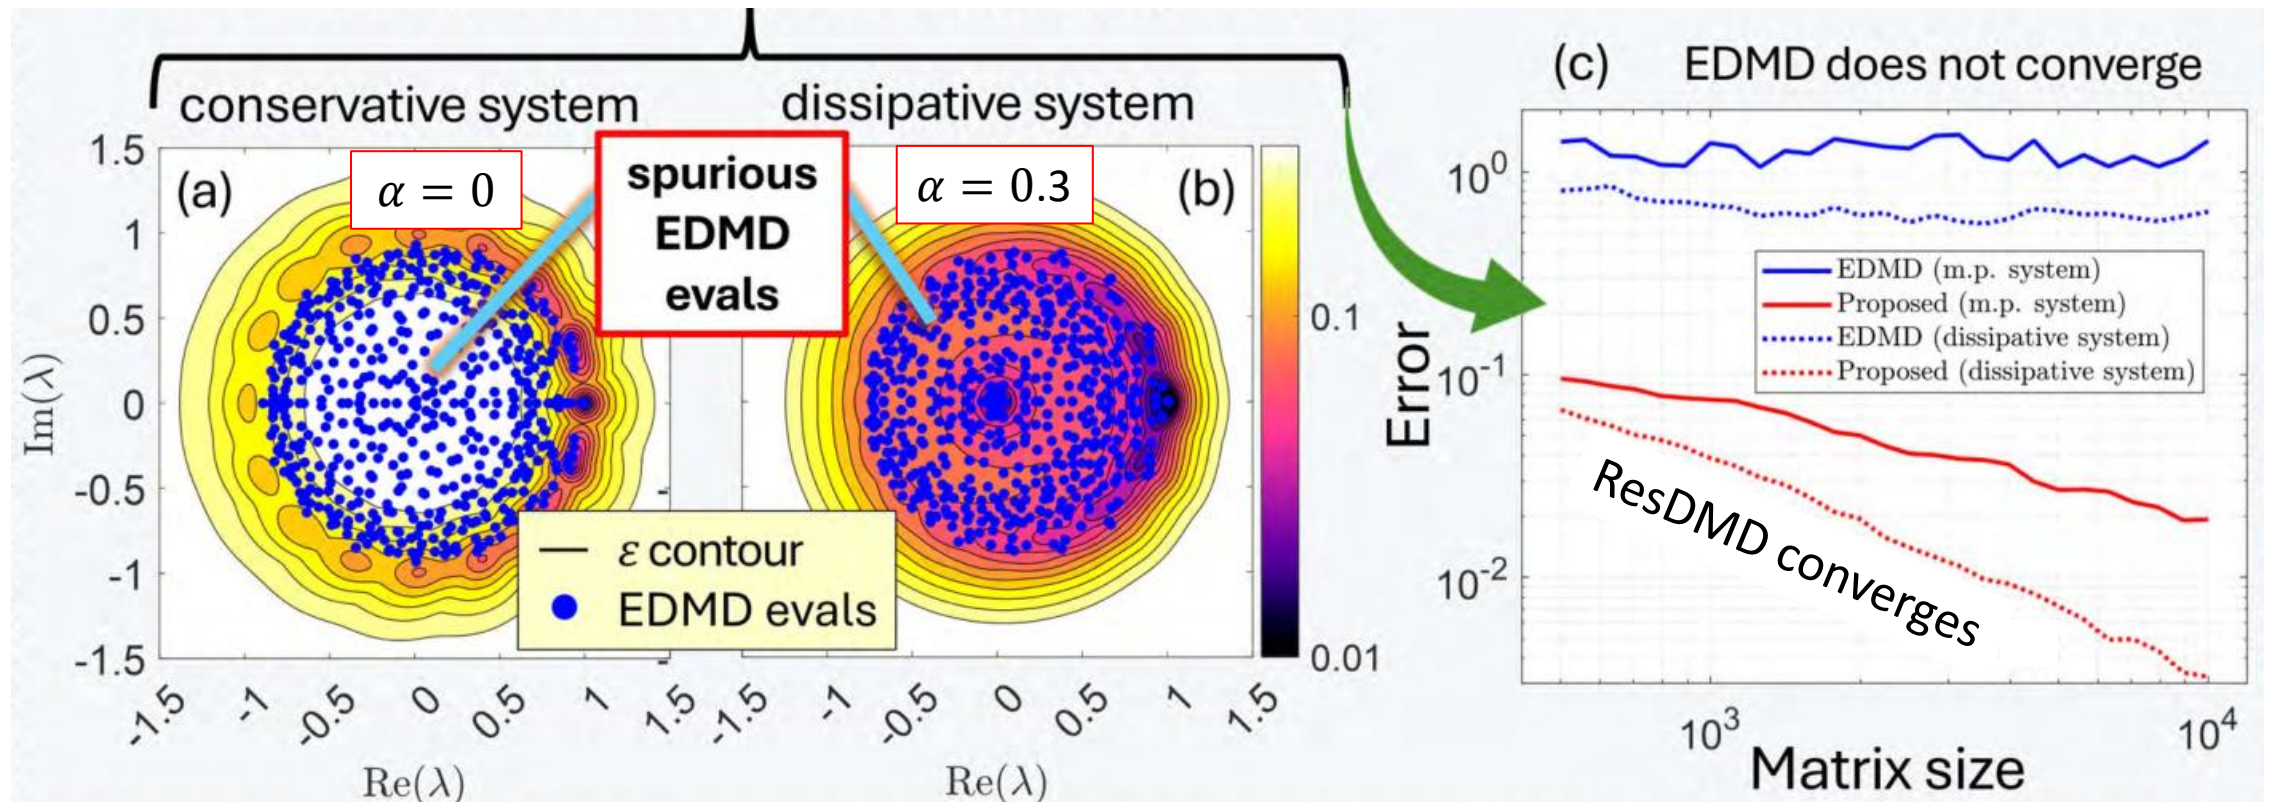 conservative system
dissipative system
(a)
α = 0
spurious
EDMD
evals
α = 0.3
(b)
1.5
1
0.5
0
-0.5
-1
-1.5
Im(λ)
ε contour
EDMD evals
-1.5
-1
-0.5
0
0.5
1
1.5
Re(λ)
-1.5
-1
-0.5
0
0.5
1
1.5
Re(λ)
0.1
0.01
(c) EDMD does not converge
10⁰
10⁻¹
10⁻²
Error
EDMD (m.p. system)
Proposed (m.p. system)
EDMD (dissipative system)
Proposed (dissipative system)
ResDMD converges
10³
10⁴
Matrix size